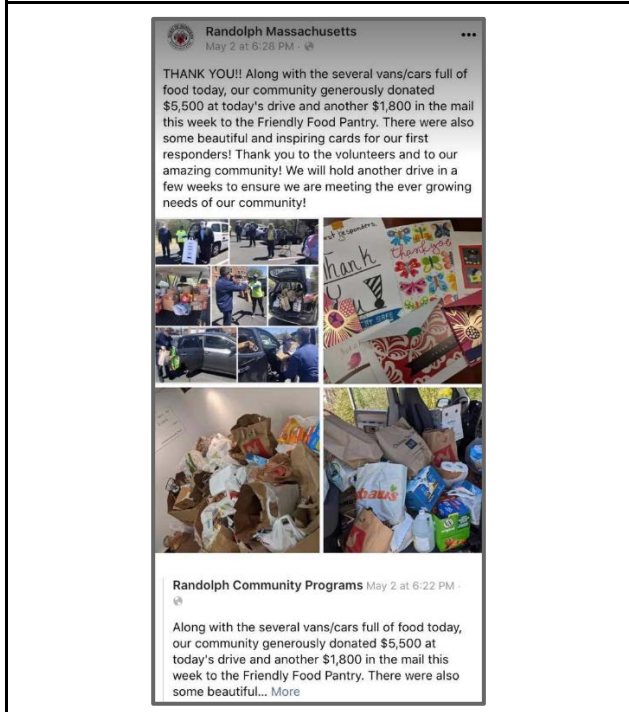 Randolph Massachusetts
May 2 at 6:28 PM ·
THANK YOU!! Along with the several vans/cars full of
food today, our community generously donated
$5,500 at today's drive and another $1,800 in the mail
this week to the Friendly Food Pantry. There were also
some beautiful and inspiring cards for our first
responders! Thank you to the volunteers and to our
amazing community! We will hold another drive in a
few weeks to ensure we are meeting the ever growing
needs of our community!
responders.
Thank
You!
thank you
Randolph Community Programs May 2 at 6:22 PM ·
Along with the several vans/cars full of food today,
our community generously donated $5,500 at
today's drive and another $1,800 in the mail this
week to the Friendly Food Pantry. There were also
some beautiful... More